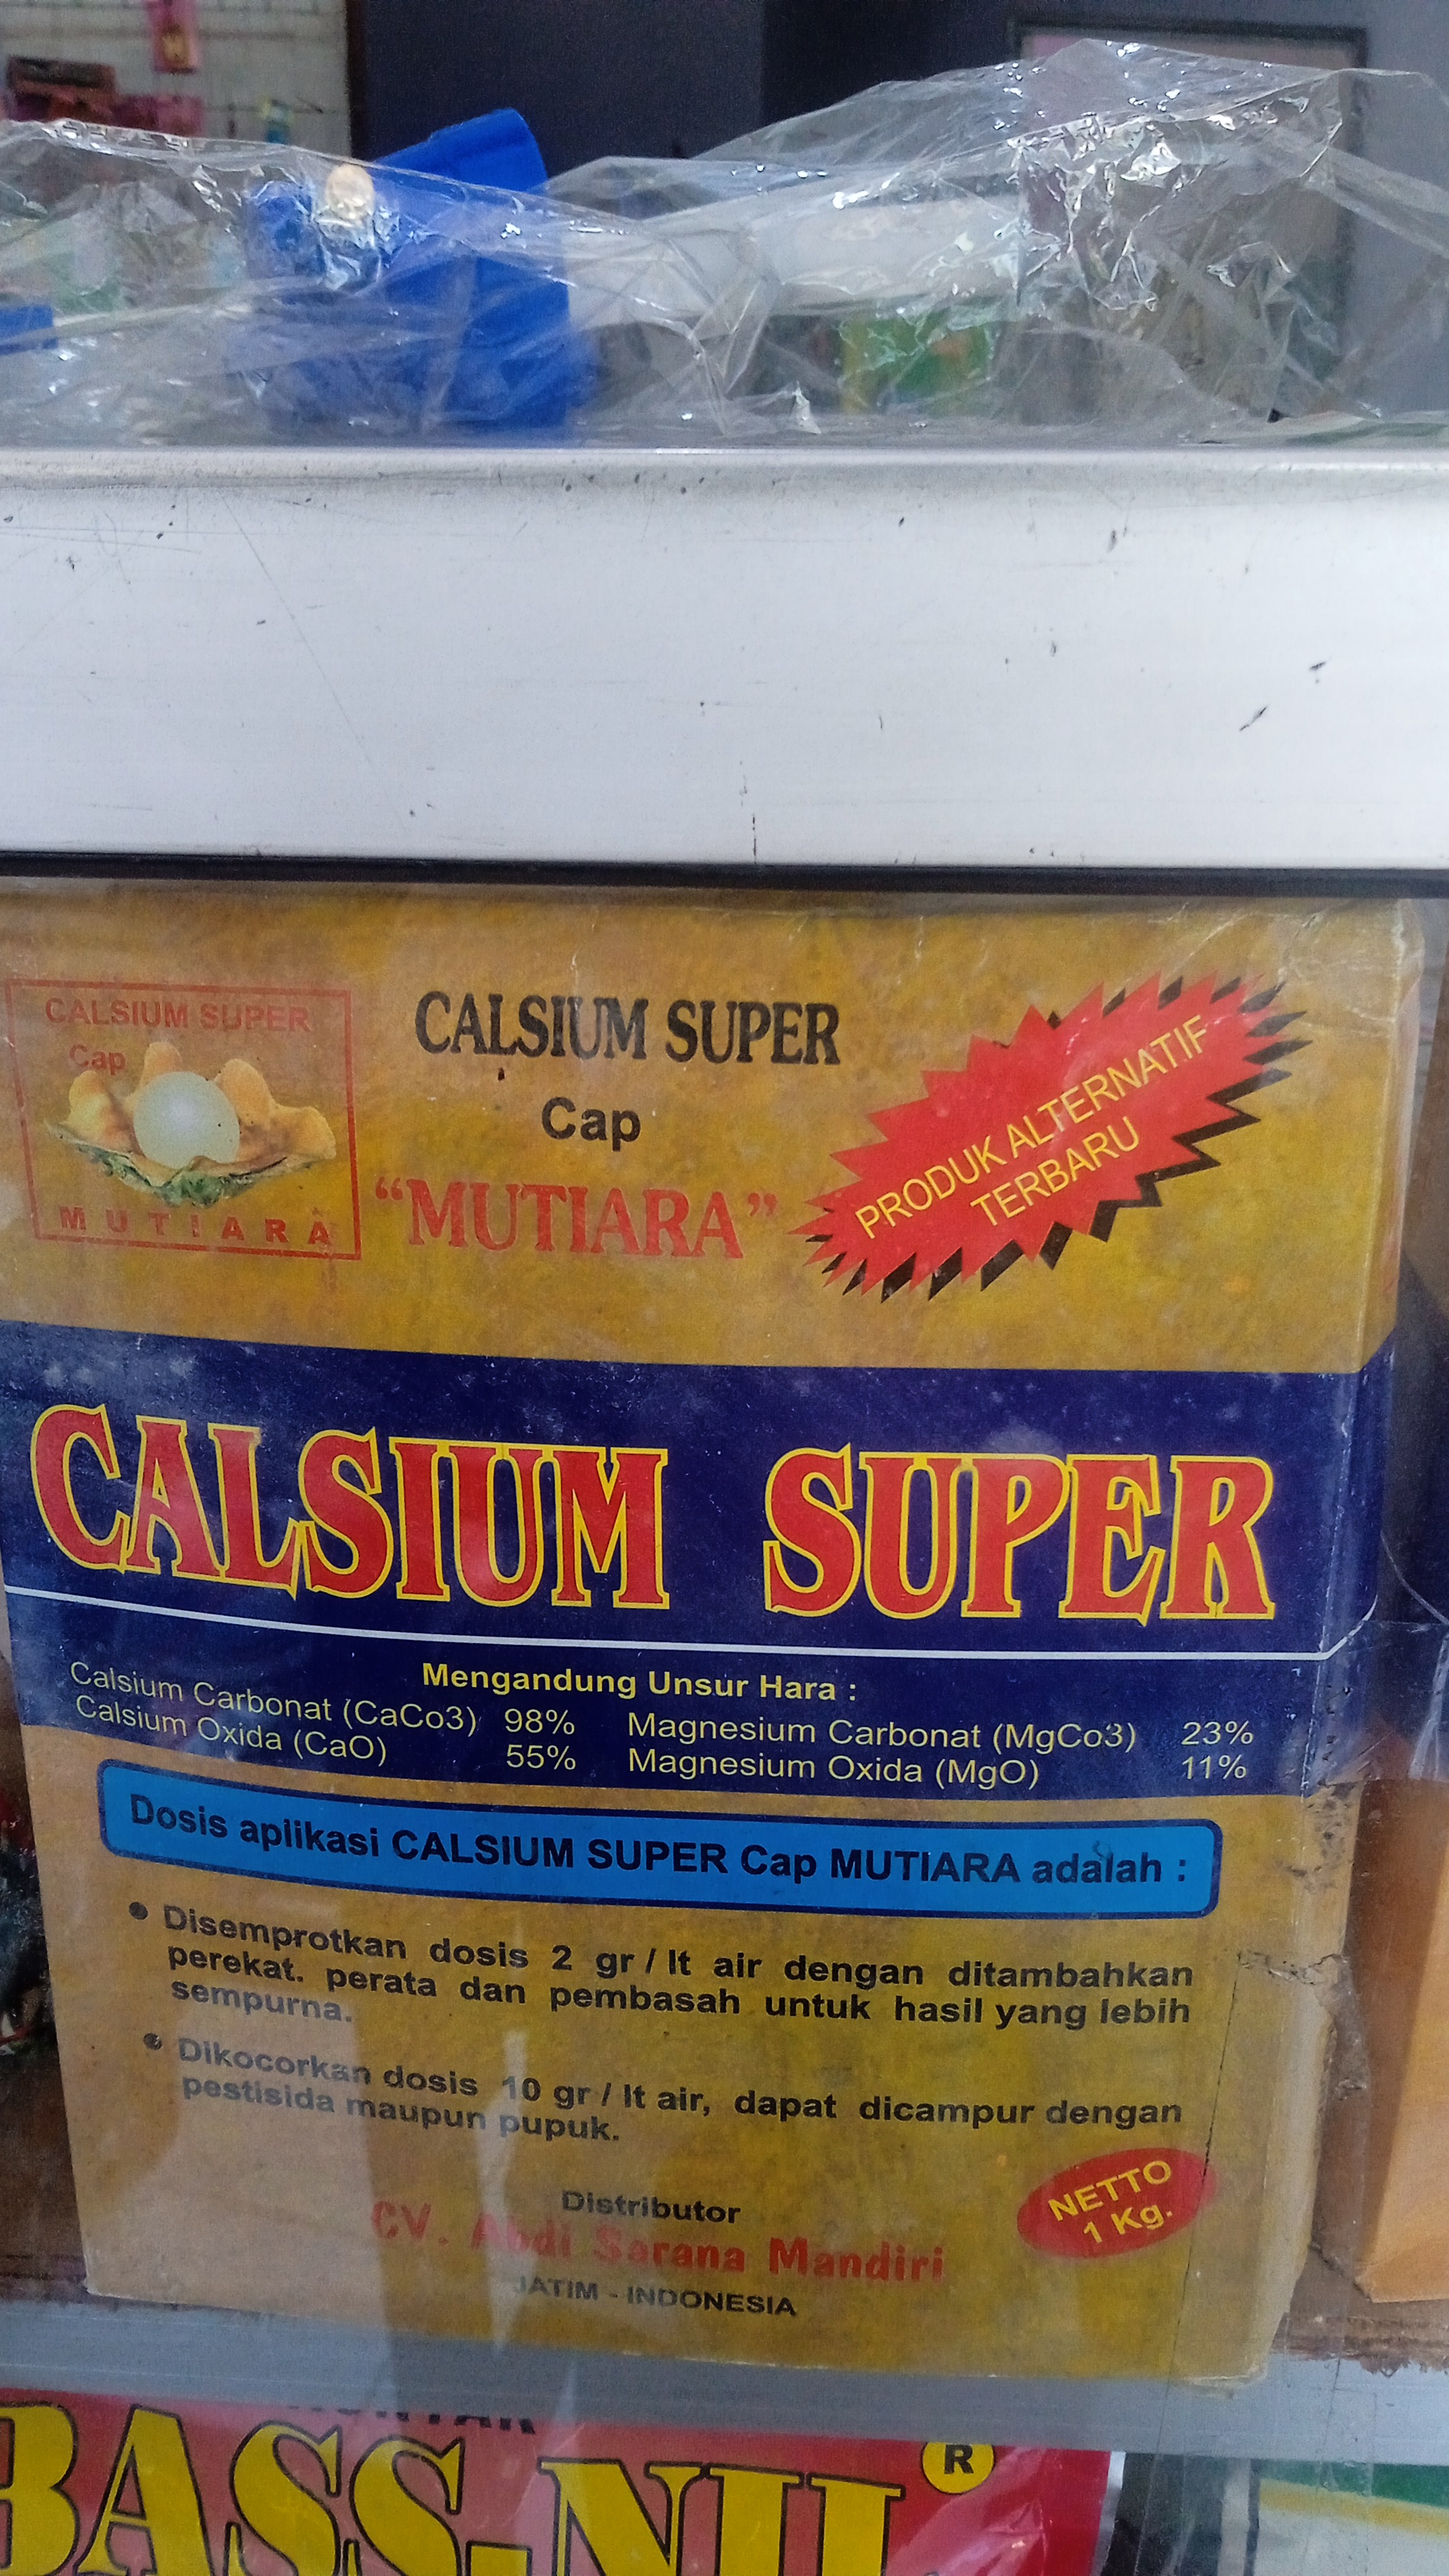 CALSIUM SUPER
Cap
MUTIARA
CALSIUM SUPER
Cap
“MUTIARA”
PRODUK ALTERNATIF
TERBARU
CALSIUM SUPER
Mengandung Unsur Hara :
Calsium Carbonat (CaCo3) 98% Magnesium Carbonat (MgCo3) 23%
Calsium Oxida (CaO) 55% Magnesium Oxida (MgO) 11%
Dosis aplikasi CALSIUM SUPER Cap MUTIARA adalah :
• Disemprotkan dosis 2 gr / lt air dengan ditambahkan
perekat. perata dan pembasah untuk hasil yang lebih
sempurna.
• Dikocorkan dosis 10 gr / lt air, dapat dicampur dengan
pestisida maupun pupuk.
NETTO
1 Kg.
Distributor
CV. Abdi Sarana Mandiri
JATIM - INDONESIA
BASS-NIL ®